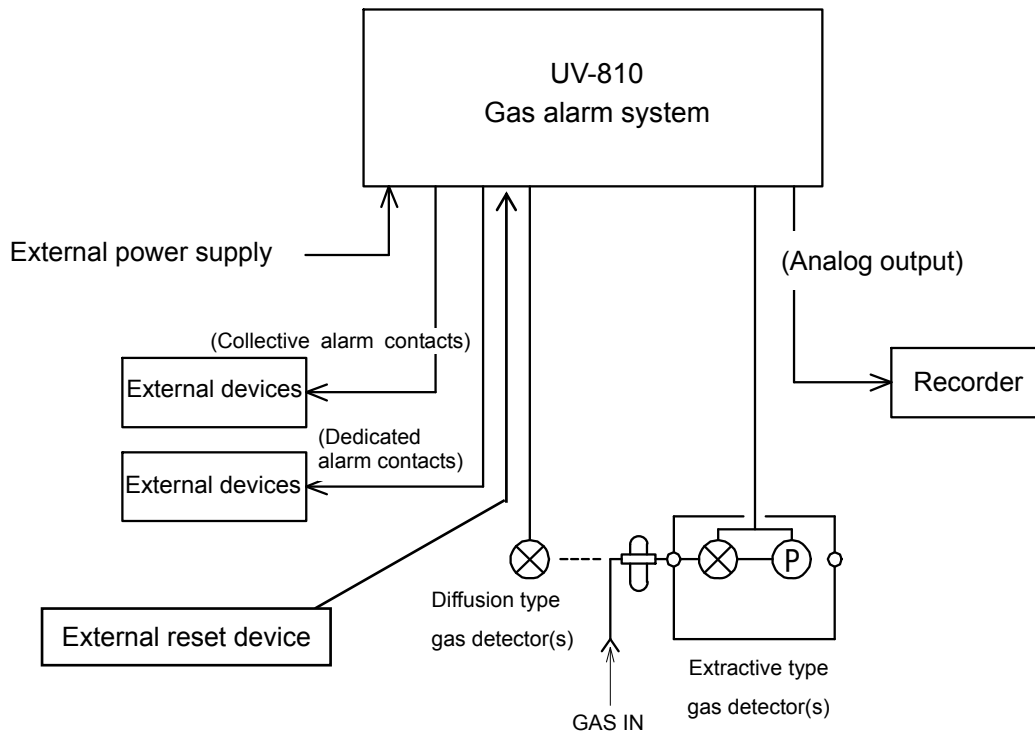 UV-810
Gas alarm system
External power supply
(Analog output)
(Collective alarm contacts)
External devices
Recorder
(Dedicated
alarm contacts)
External devices
P
Diffusion type
gas detector(s)
External reset device
Extractive type
gas detector(s)
GAS IN